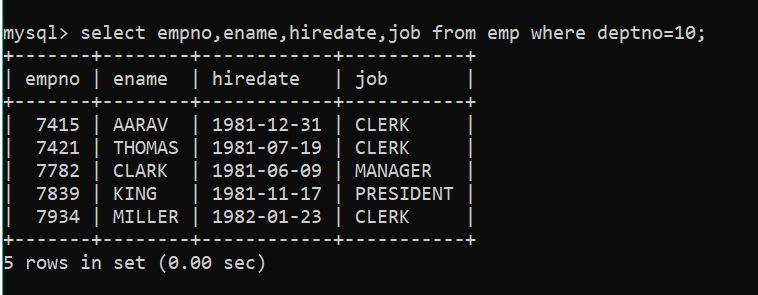 mysql> select empno,ename,hiredate,job from emp where deptno=10;
+-------+--------+------------+-----------+
| empno | ename  | hiredate   | job       |
+-------+--------+------------+-----------+
|  7415 | AARAV  | 1981-12-31 | CLERK     |
|  7421 | THOMAS | 1981-07-19 | CLERK     |
|  7782 | CLARK  | 1981-06-09 | MANAGER   |
|  7839 | KING   | 1981-11-17 | PRESIDENT |
|  7934 | MILLER | 1982-01-23 | CLERK     |
+-------+--------+------------+-----------+
5 rows in set (0.00 sec)